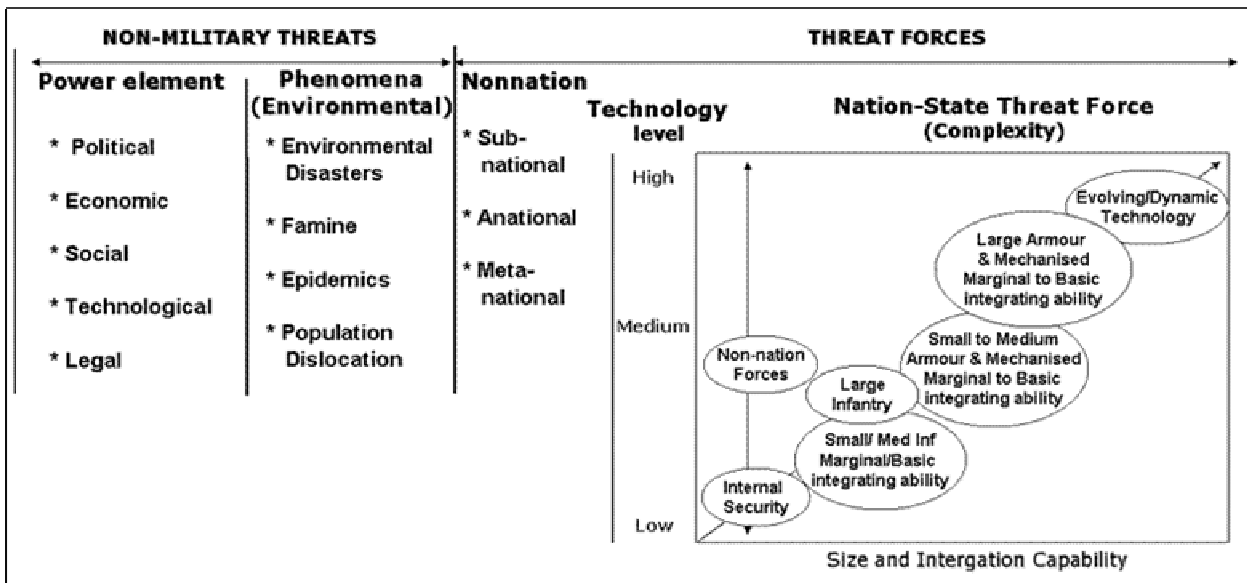 NON-MILITARY THREATS
THREAT FORCES
Power element
* Political
* Economic
* Social
* Technological
* Legal
Phenomena
(Environmental)
* Environmental
Disasters
* Famine
* Epidemics
* Population
Dislocation
Nonnation
* Sub-
national
* Anational
* Meta-
national
Technology
level
High
Medium
Low
Nation-State Threat Force
(Complexity)
Evolving/Dynamic
Technology
Large Armour
& Mechanised
Marginal to Basic
integrating ability
Small to Medium
Armour & Mechanised
Marginal to Basic
integrating ability
Non-nation
Forces
Large
Infantry
Small/ Med Inf
Marginal/Basic
integrating ability
Internal
Security
Size and Intergation Capability